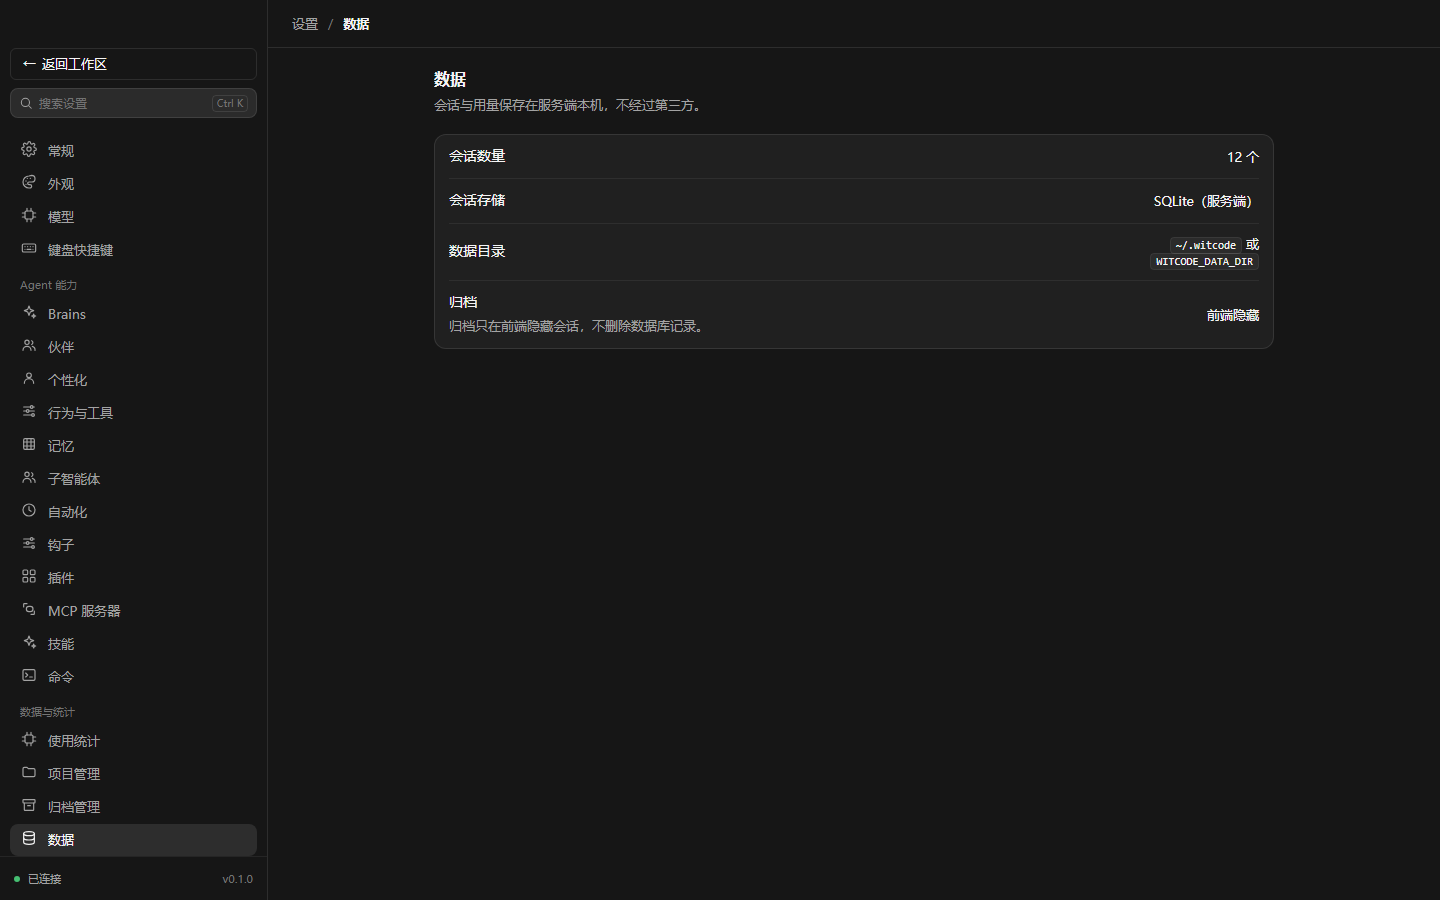 设置 / 数据
← 返回工作区
搜索设置 Ctrl K
常规
外观
模型
键盘快捷键
Agent 能力
Brains
伙伴
个性化
行为与工具
记忆
子智能体
自动化
钩子
插件
MCP 服务器
技能
命令
数据与统计
使用统计
项目管理
归档管理
数据
已连接 v0.1.0
数据
会话与用量保存在服务端本机，不经过第三方。
会话数量 12 个
会话存储 SQLite（服务端）
数据目录 ~/.witcode 或
WITCODE_DATA_DIR
归档
归档只在前端隐藏会话，不删除数据库记录。
前端隐藏